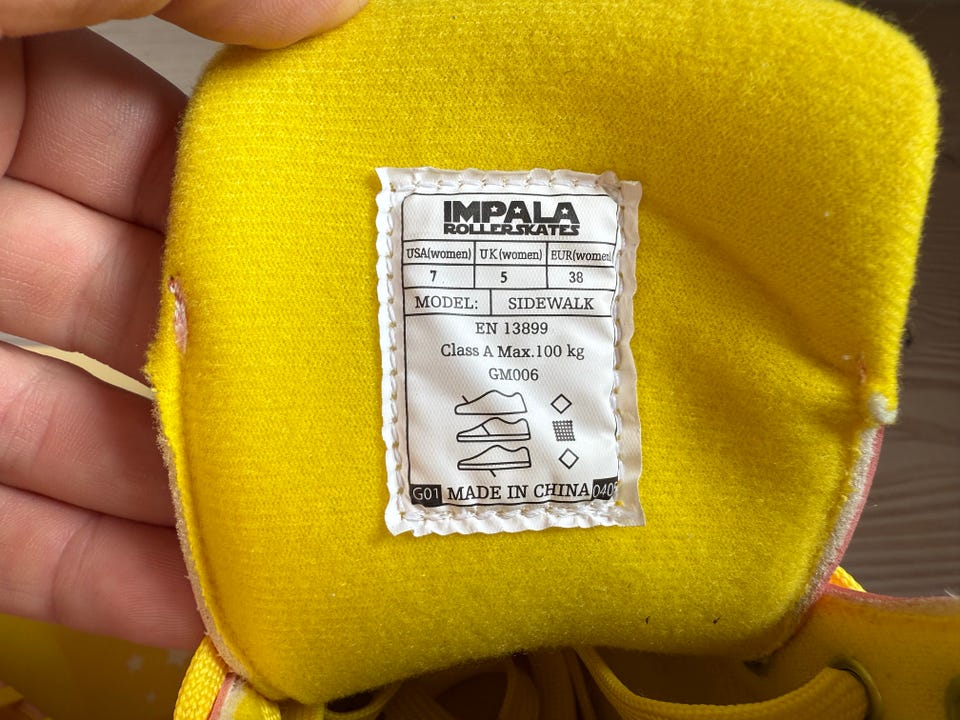 IMPALA
ROLLERSKATES
USA(women) UK(women) EUR(women
7 5 38
MODEL: SIDEWALK
EN 13899
Class A Max.100 kg
GM006
G01 MADE IN CHINA